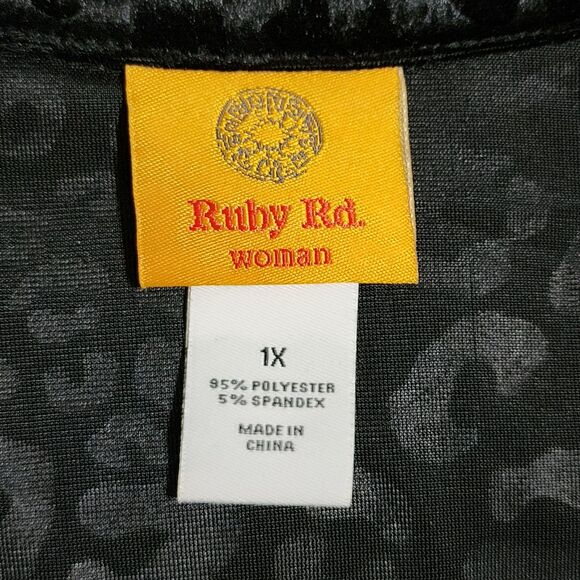 Ruby Rd.
woman
1X
95% POLYESTER
5% SPANDEX
MADE IN
CHINA